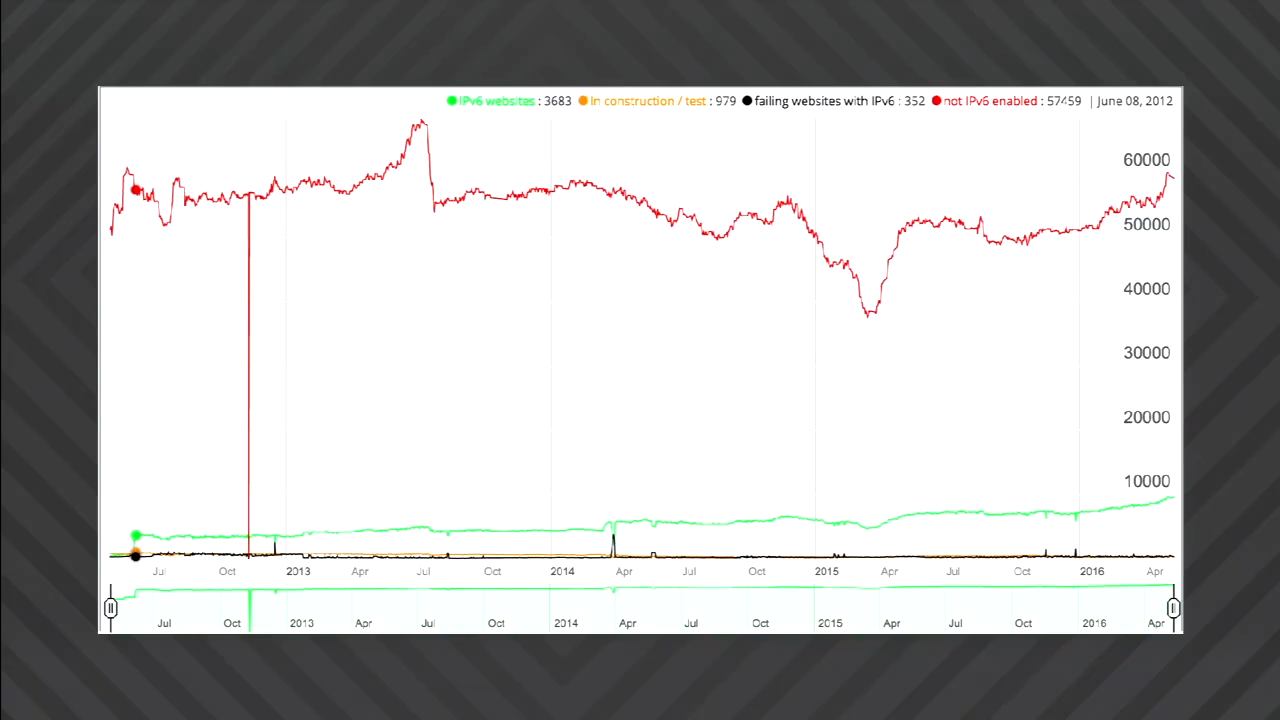 IPv6 websites : 3683 In construction / test : 979 failing websites with IPv6 : 352 not IPv6 enabled : 57459 | June 08, 2012
60000
50000
40000
30000
20000
10000
Jul Oct 2013 Apr Jul Oct 2014 Apr Jul Oct 2015 Apr Jul Oct 2016 Apr
Jul Oct 2013 Apr Jul Oct 2014 Apr Jul Oct 2015 Apr Jul Oct 2016 Apr